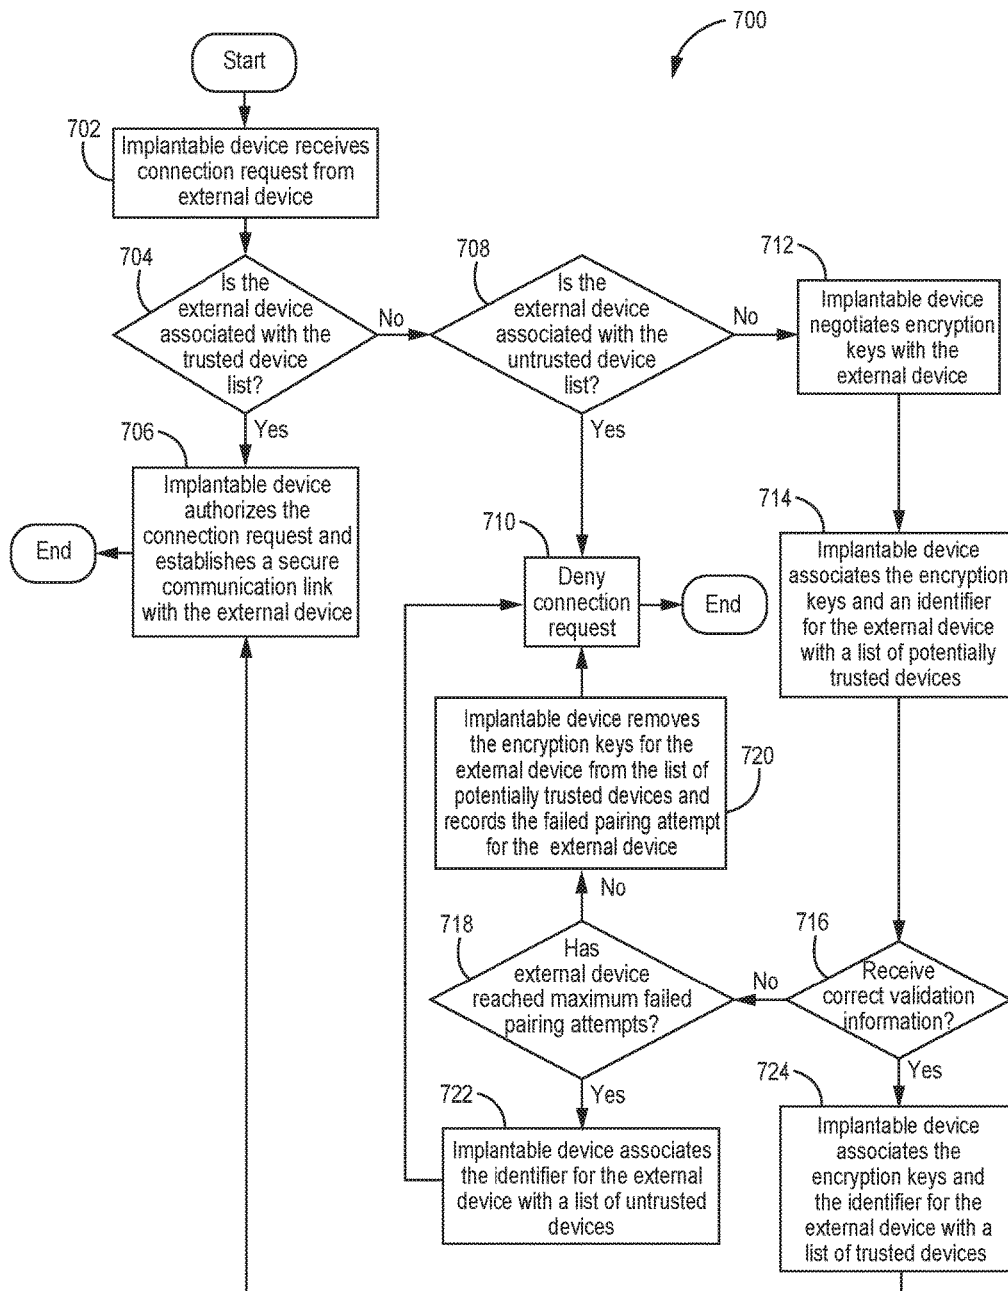 700
Start
702
Implantable device receives
connection request from
external device
704
Is the
external device
associated with the
trusted device
list?
No
Yes
708
Is the
external device
associated with the
untrusted device
list?
No
Yes
712
Implantable device
negotiates encryption
keys with the
external device
706
Implantable device
authorizes the
connection request and
establishes a secure
communication link
with the external device
End
710
Deny
connection
request
End
714
Implantable device
associates the encryption
keys and an identifier
for the external device
with a list of potentially
trusted devices
Implantable device removes
the encryption keys for the
external device from the list of
potentially trusted devices and
records the failed pairing attempt
for the external device
720
No
718
Has
external device
reached maximum failed
pairing attempts?
Yes
716
Receive
correct validation
information?
No
Yes
722
Implantable device associates
the identifier for the external
device with a list of untrusted
devices
724
Implantable device
associates the
encryption keys and
the identifier for the
external device with a
list of trusted devices